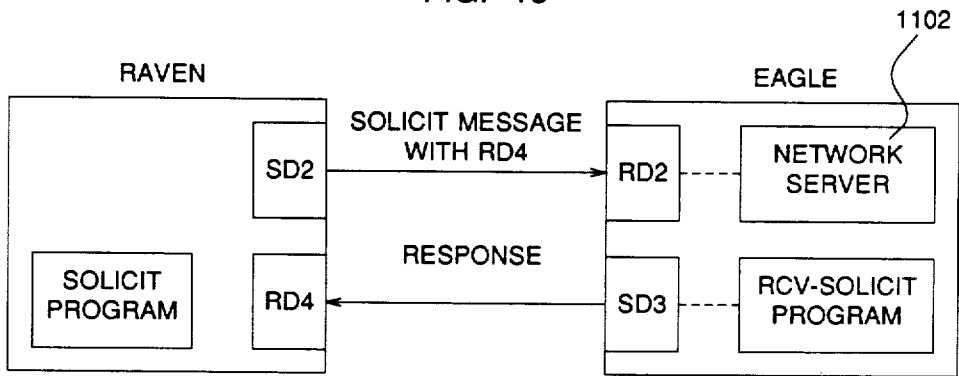 1102
RAVEN
EAGLE
SOLICIT MESSAGE
WITH RD4
SD2
RD2
NETWORK
SERVER
RESPONSE
SOLICIT
PROGRAM
RD4
SD3
RCV-SOLICIT
PROGRAM